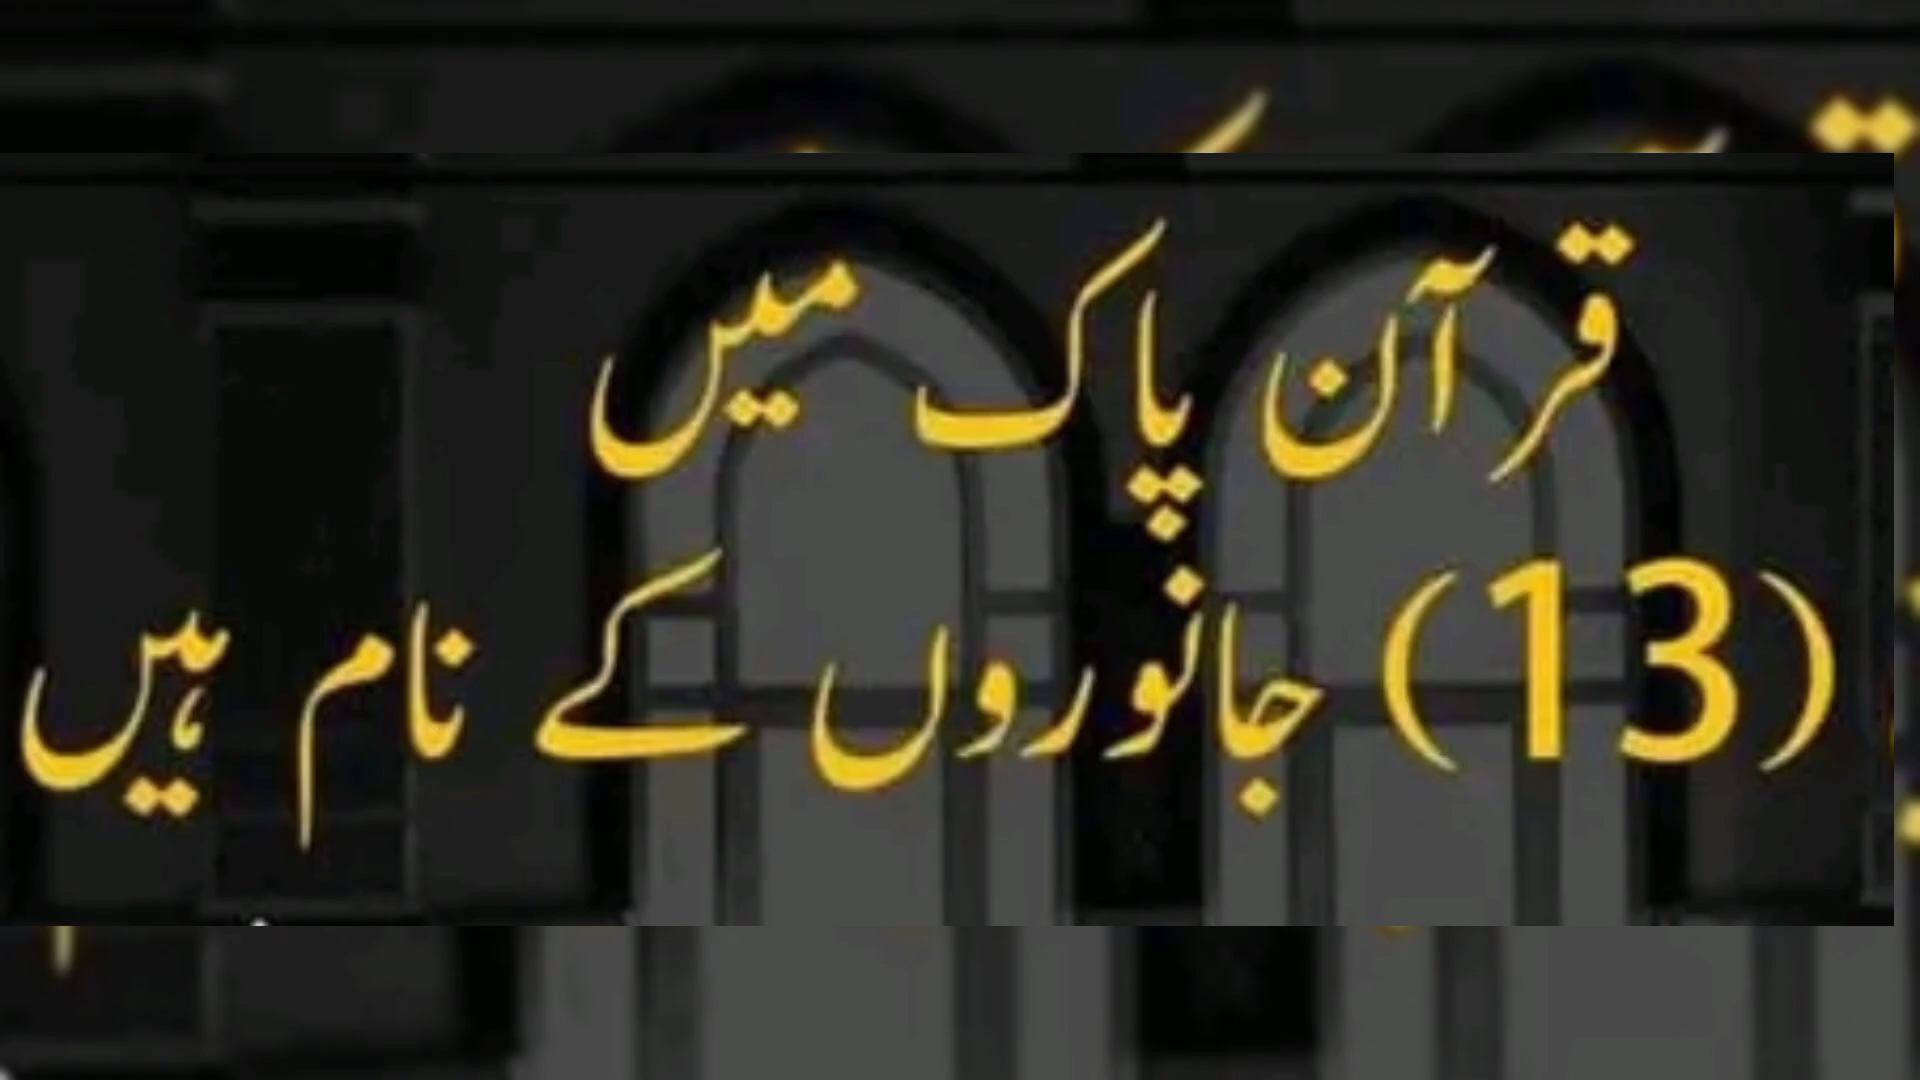 قرآن پاک میں
(13) جانوروں کے نام ہیں